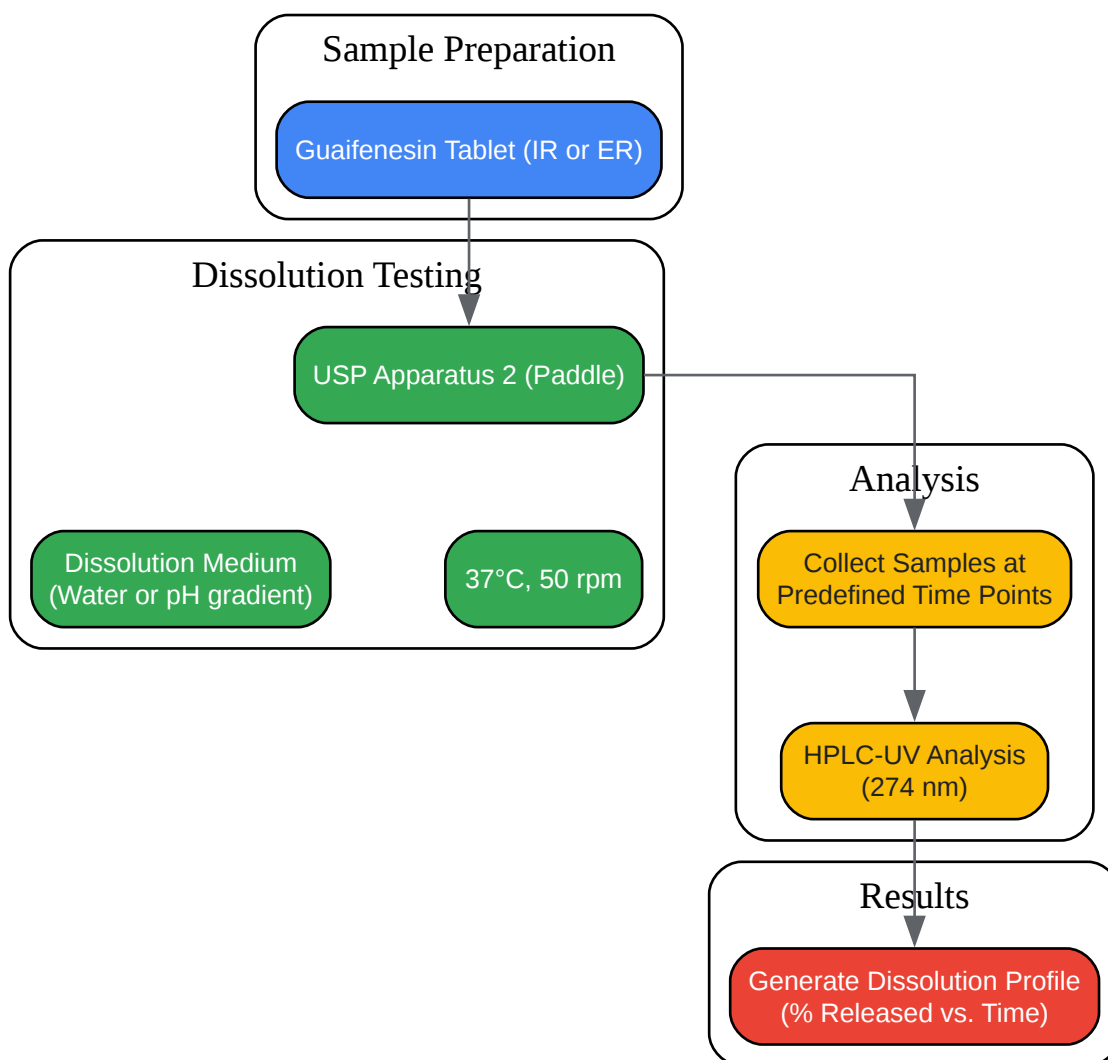 Sample Preparation
Guaifenesin Tablet (IR or ER)
Dissolution Testing
USP Apparatus 2 (Paddle)
Dissolution Medium
(Water or pH gradient)
37°C, 50 rpm
Analysis
Collect Samples at
Predefined Time Points
HPLC-UV Analysis
(274 nm)
Results
Generate Dissolution Profile
(% Released vs. Time)